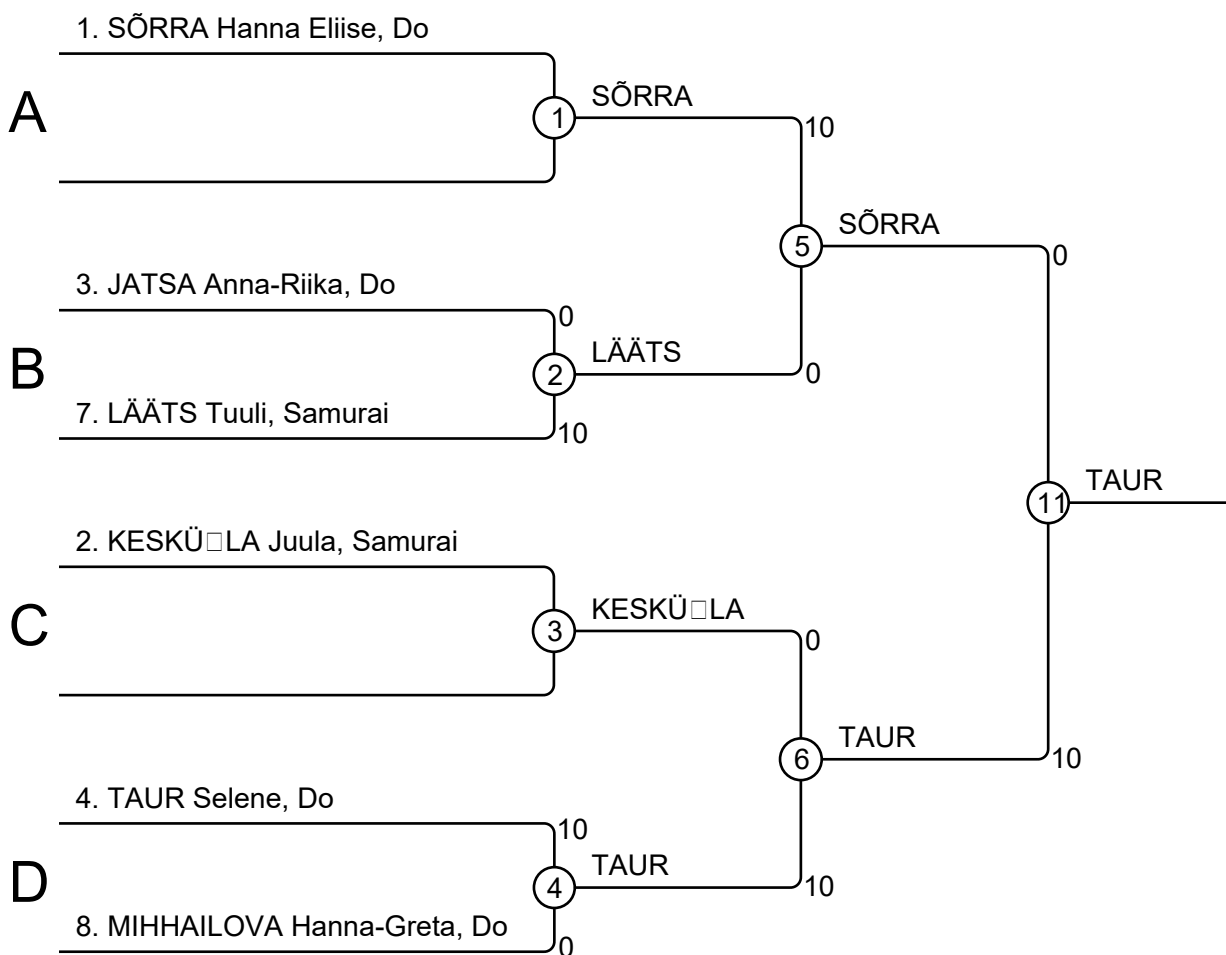 1. SÕRRA Hanna Eliise, Do
A
1
SÕRRA
10
5
SÕRRA
0
3. JATSA Anna-Riika, Do
0
B
2
LÄÄTS
0
7. LÄÄTS Tuuli, Samurai
10
11
TAUR
2. KESKÜ□LA Juula, Samurai
C
3
KESKÜ□LA
0
6
TAUR
10
4. TAUR Selene, Do
10
D
4
TAUR
10
8. MIHHAILOVA Hanna-Greta, Do
0